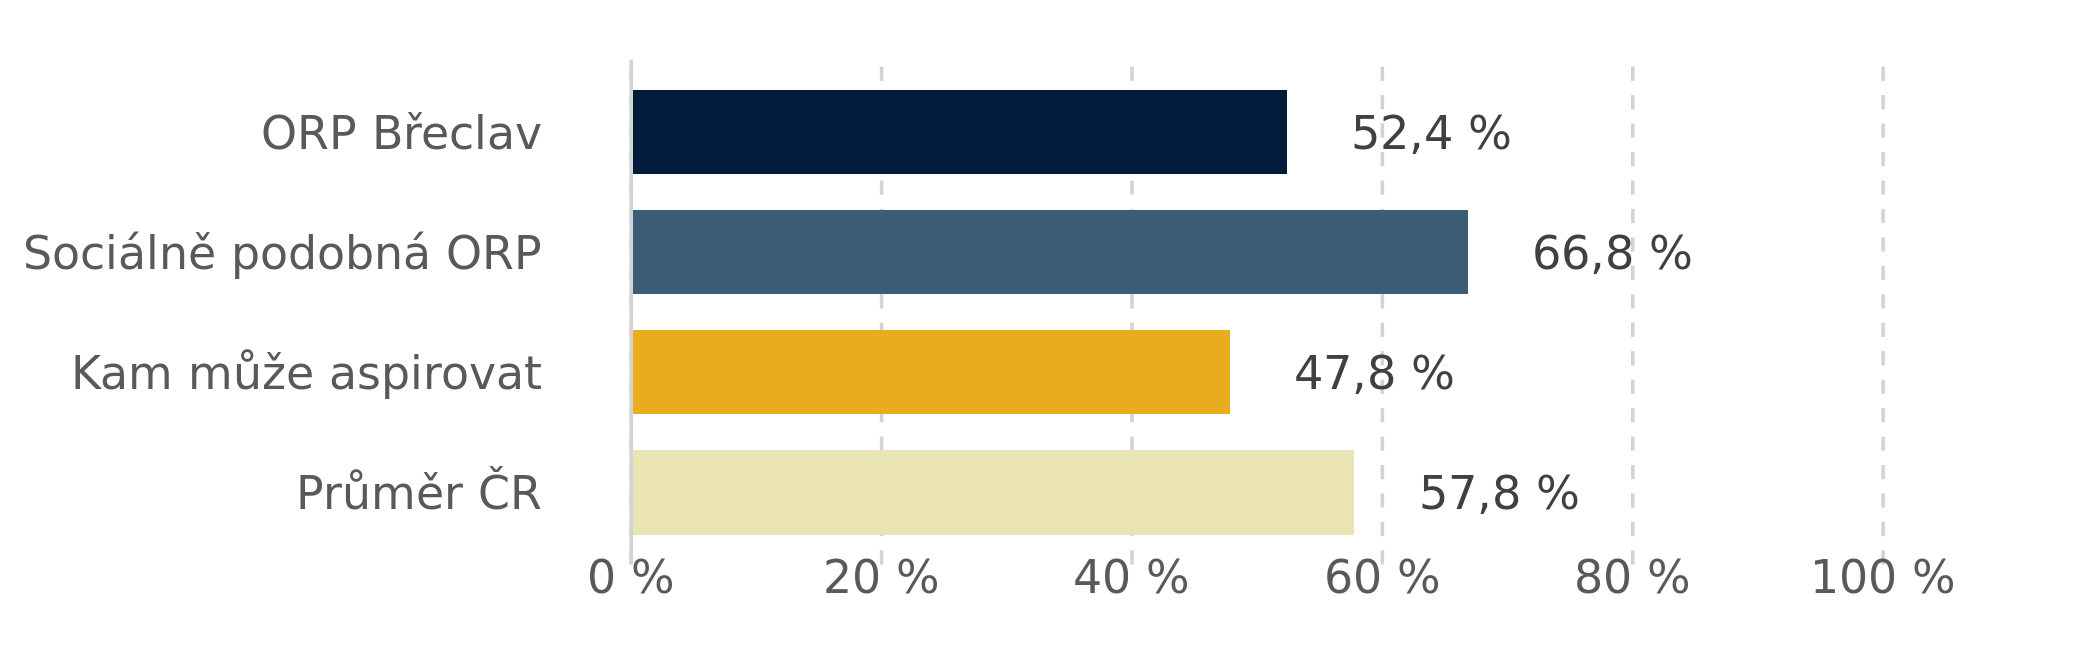 ORP Břeclav 52,4 %
Sociálně podobná ORP 66,8 %
Kam může aspirovat 47,8 %
Průměr ČR 57,8 %
0 % 20 % 40 % 60 % 80 % 100 %